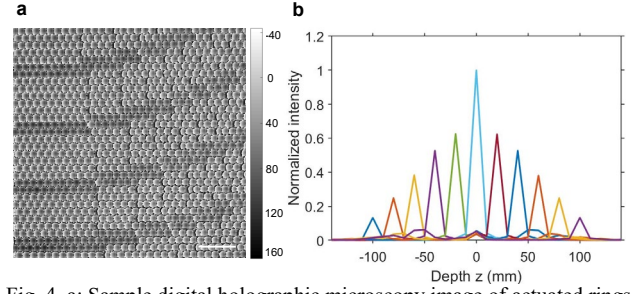 a
b
-40
0
40
80
120
160
Normalized intensity
1.2
1
0.8
0.6
0.4
0.2
0
-100 -50 0 50 100
Depth z (mm)
Fig. 4. a: Sample digital holographic microscopy image of actuated rings